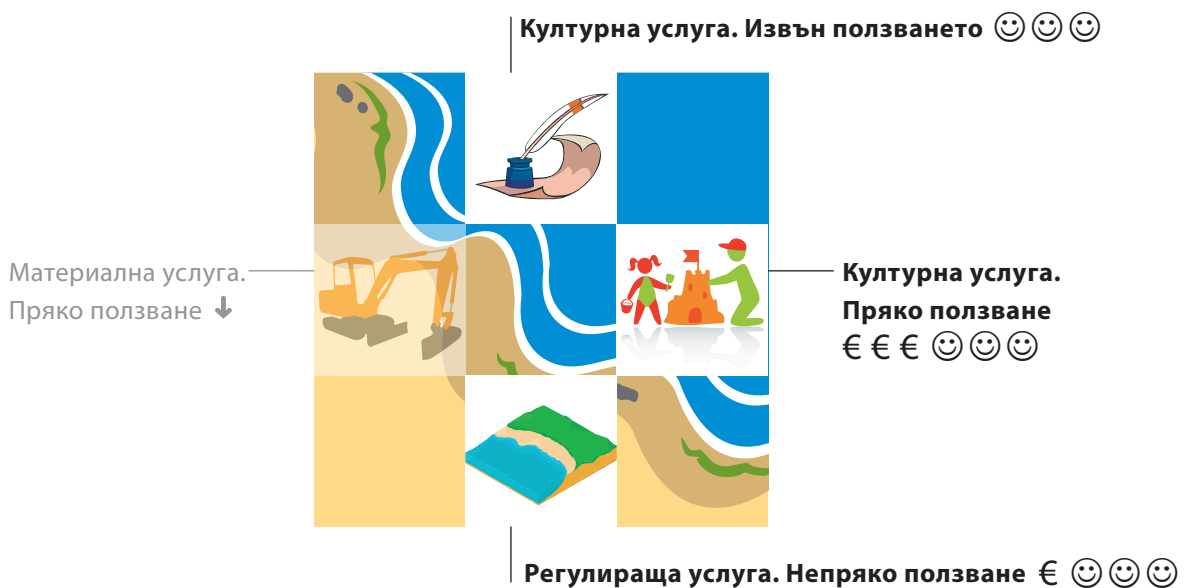 Културна услуга. Извън ползването ☺ ☺ ☺
Материална услуга.
Пряко ползване ↓
Културна услуга.
Пряко ползване
€ € € ☺ ☺ ☺
Регулираща услуга. Непряко ползване € ☺ ☺ ☺